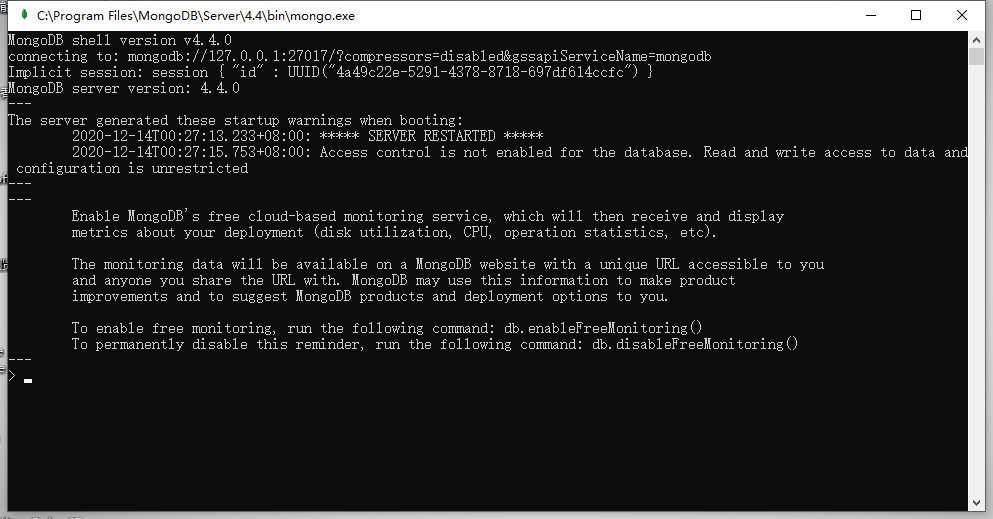 C:\Program Files\MongoDB\Server\4.4\bin\mongo.exe
MongoDB shell version v4.4.0
connecting to: mongodb://127.0.0.1:27017/?compressors=disabled&gssapiServiceName=mongodb
Implicit session: session { "id" : UUID("4a49c22e-5291-4378-8718-697df614ccfc") }
MongoDB server version: 4.4.0
---
The server generated these startup warnings when booting:
2020-12-14T00:27:13.233+08:00: ***** SERVER RESTARTED *****
2020-12-14T00:27:15.753+08:00: Access control is not enabled for the database. Read and write access to data and
configuration is unrestricted
---
---
Enable MongoDB's free cloud-based monitoring service, which will then receive and display
metrics about your deployment (disk utilization, CPU, operation statistics, etc).
The monitoring data will be available on a MongoDB website with a unique URL accessible to you
and anyone you share the URL with. MongoDB may use this information to make product
improvements and to suggest MongoDB products and deployment options to you.
To enable free monitoring, run the following command: db.enableFreeMonitoring()
To permanently disable this reminder, run the following command: db.disableFreeMonitoring()
---
>